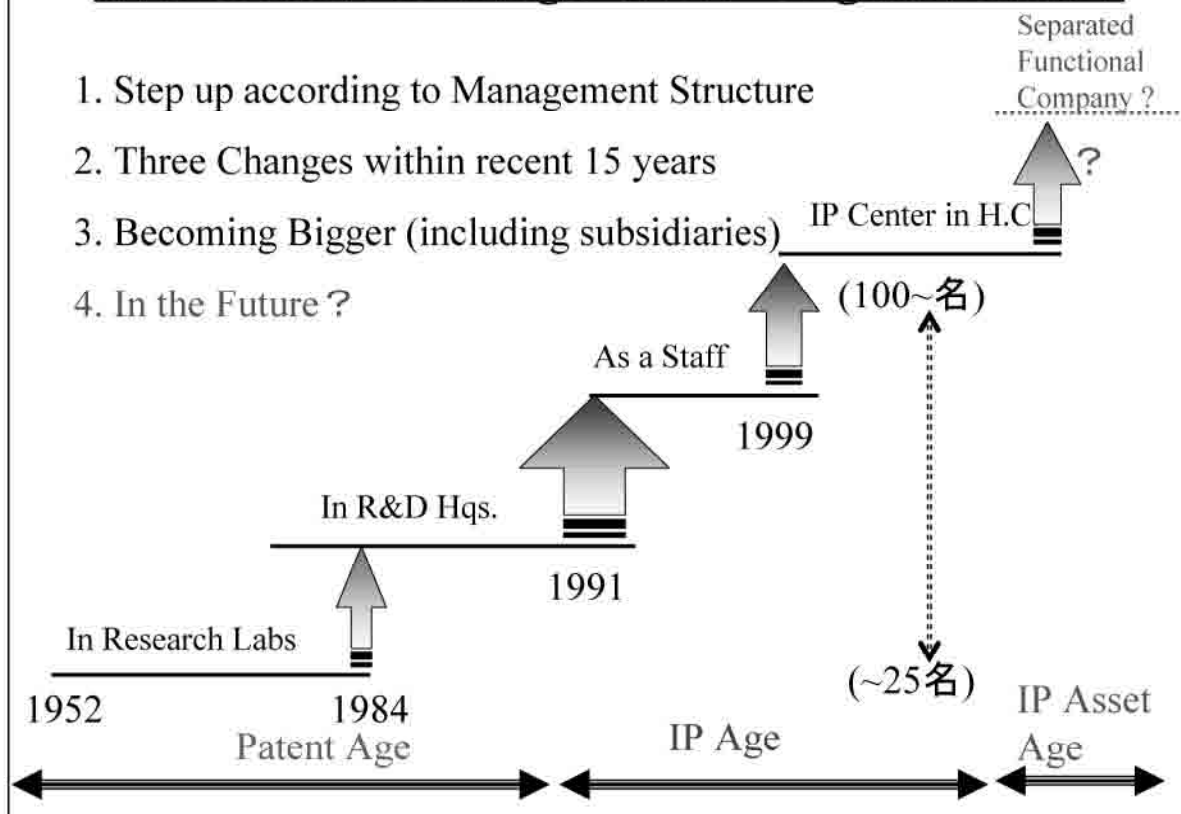 Separated
Functional
Company ?
1. Step up according to Management Structure
2. Three Changes within recent 15 years
?
IP Center in H.C
3. Becoming Bigger (including subsidiaries)
(100~名)
4. In the Future ?
As a Staff
1999
In R&D Hqs.
1991
In Research Labs
(~25名)
1952
1984
Patent Age
IP Age
IP Asset
Age